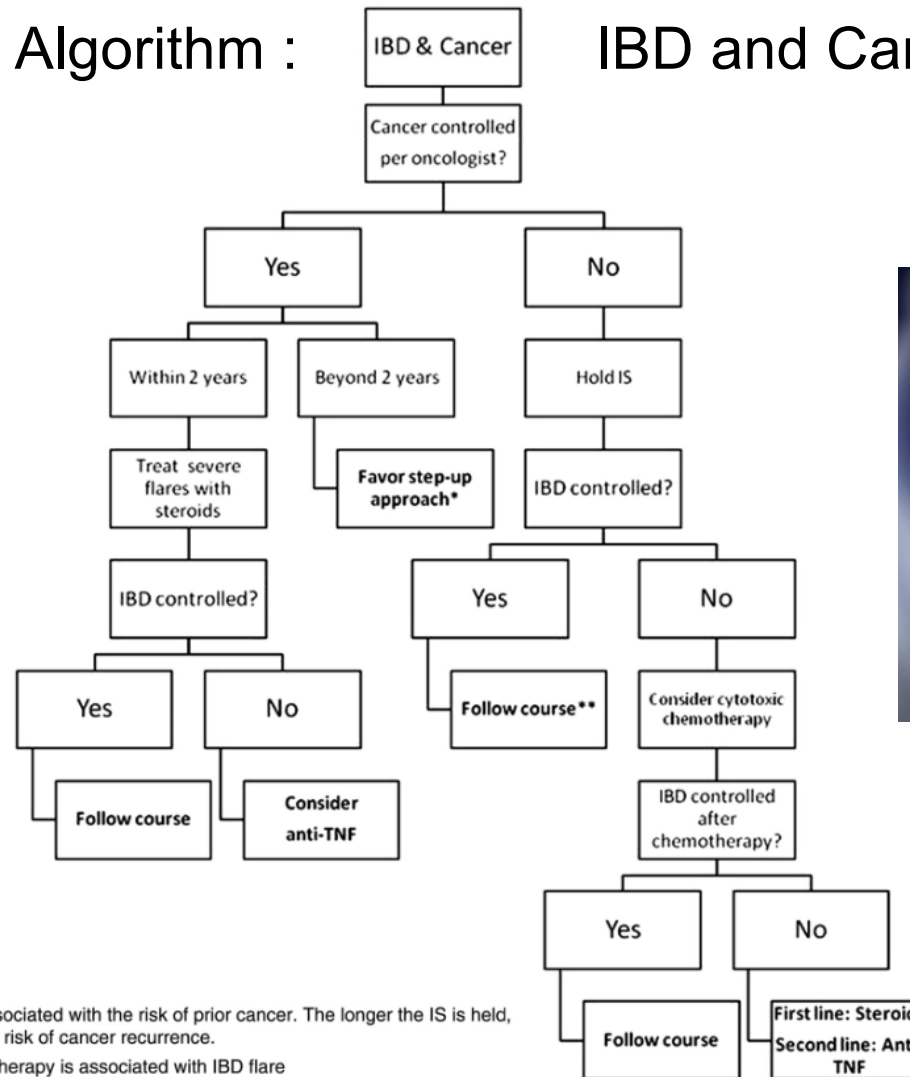 Algorithm :
IBD and Car
IBD & Cancer
Cancer controlled
per oncologist?
Yes
No
Within 2 years
Beyond 2 years
Hold IS
Treat severe
flares with
steroids
Favor step-up
approach*
IBD controlled?
IBD controlled?
Yes
No
Yes
No
Follow course**
Consider cytotoxic
chemotherapy
Follow course
Consider
anti-TNF
IBD controlled
after
chemotherapy?
Yes
No
Follow course
First line: Steroid
Second line: Ant
TNF
ssociated with the risk of prior cancer. The longer the IS is held,
risk of cancer recurrence.
herapy is associated with IBD flare